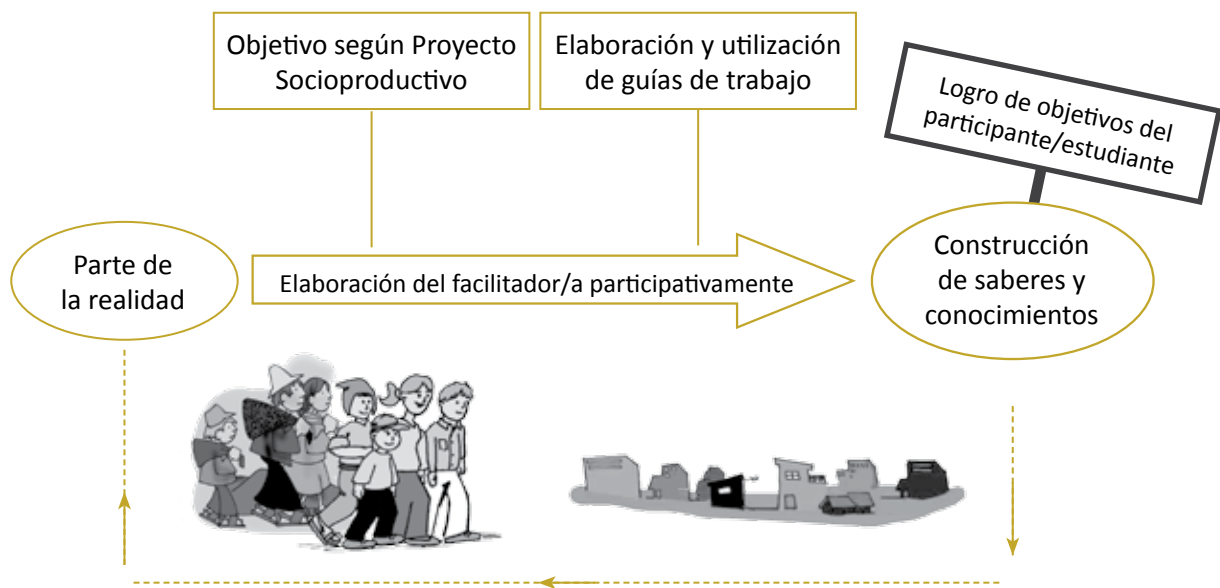 Objetivo según Proyecto
Socioproductivo
Elaboración y utilización
de guías de trabajo
Logro de objetivos del
participante/estudiante
Parte de
la realidad
Elaboración del facilitador/a participativamente
Construcción
de saberes y
conocimientos